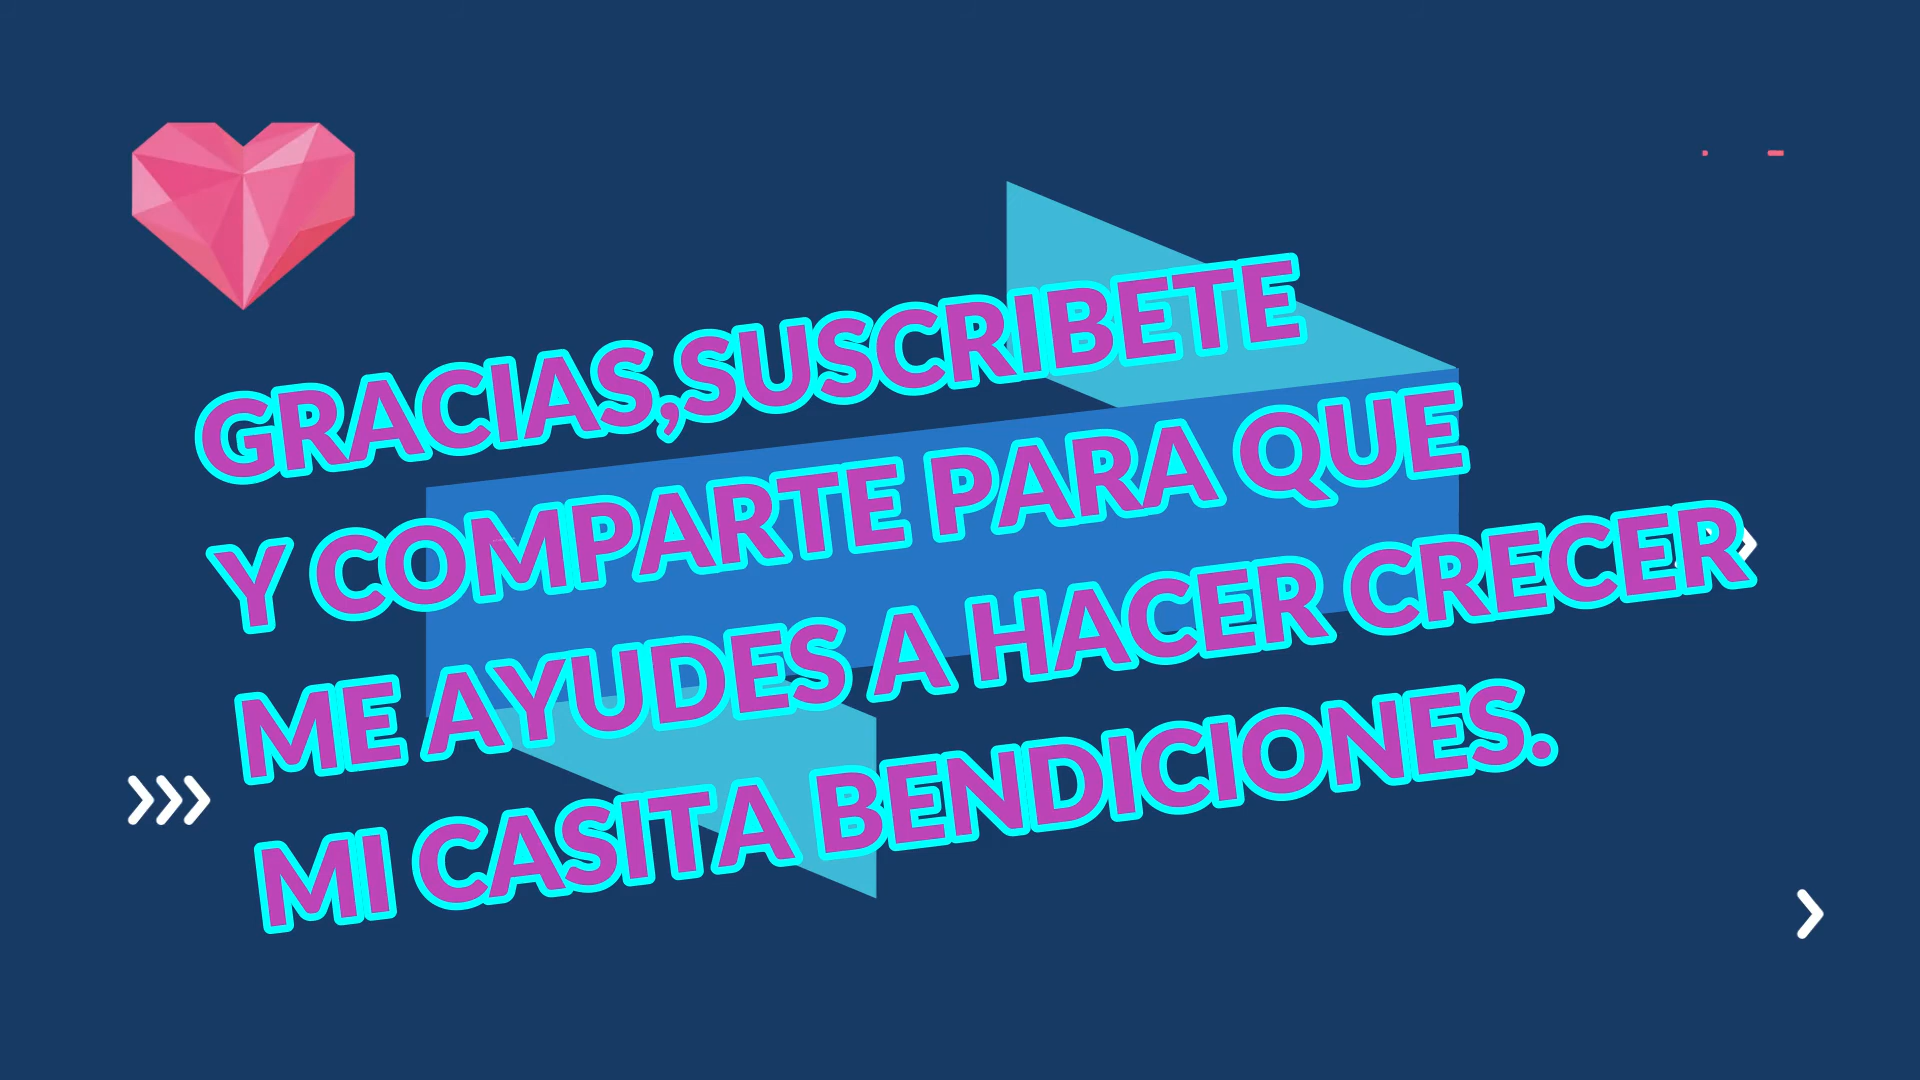 GRACIAS,SUSCRIBETE
Y COMPARTE PARA QUE
ME AYUDES A HACER CRECER
MI CASITA BENDICIONES.